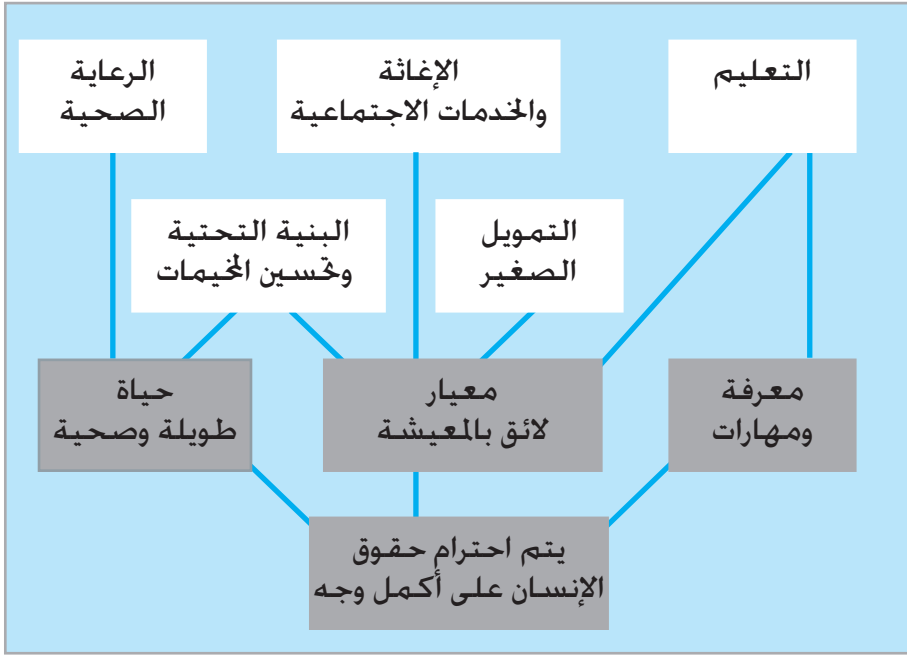 التعليم
الإغاثة
والخدمات الاجتماعية
الرعاية
الصحية
التمويل
الصغير
البنية التحتية
وتحسين المخيمات
معرفة
ومهارات
معيار
لائق بالمعيشة
حياة
طويلة وصحية
يتم احترام حقوق
الإنسان على أكمل وجه